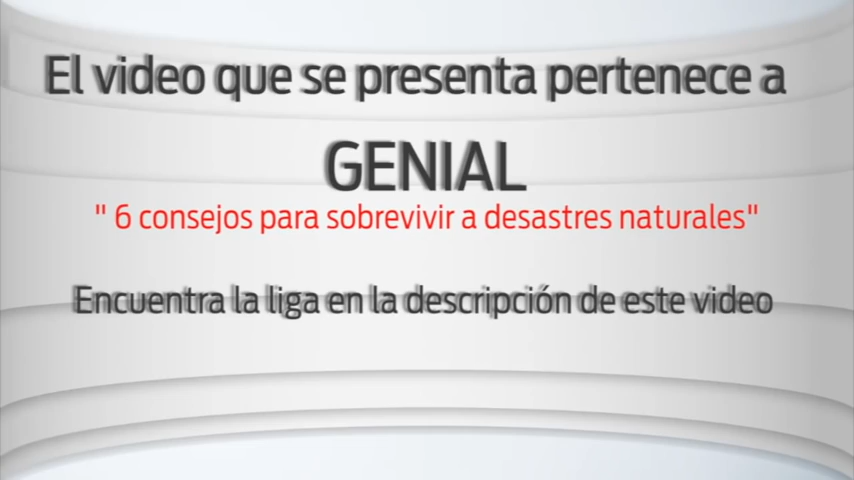 El video que se presenta pertenece a
GENIAL
" 6 consejos para sobrevivir a desastres naturales"
Encuentra la liga en la descripción de este video